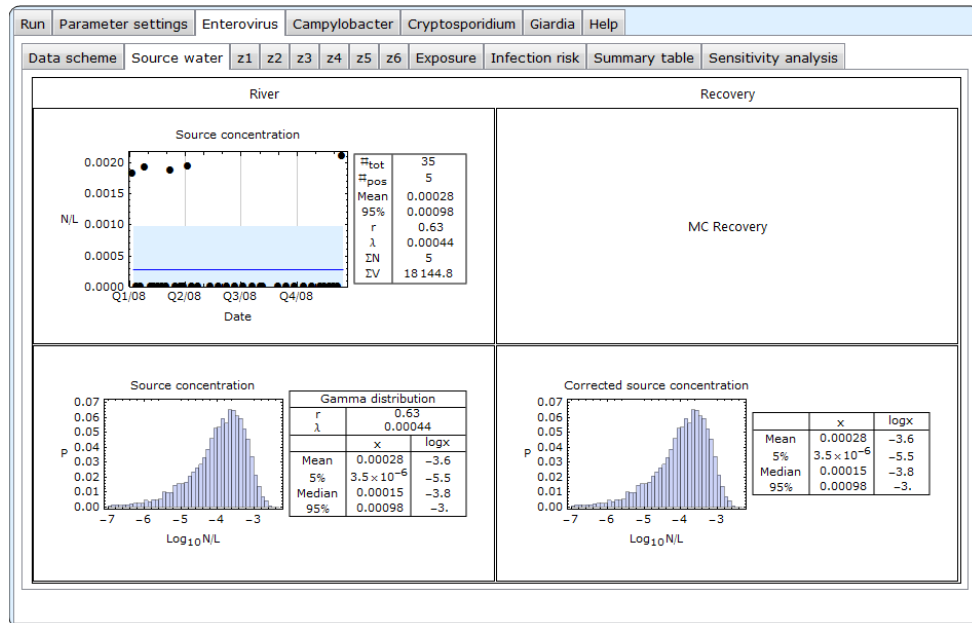 Run Parameter settings Enterovirus Campylobacter Cryptosporidium Giardia Help
Data scheme Source water z1 z2 z3 z4 z5 z6 Exposure Infection risk Summary table Sensitivity analysis
River
Recovery
Source concentration
N/L
0.0020
0.0015
0.0010
0.0005
0.0000
Q1/08 Q2/08 Q3/08 Q4/08
Date
#tot 35
#pos 5
Mean 0.00028
95% 0.00098
r 0.63
λ 0.00044
ΣN 5
ΣV 18 144.8
MC Recovery
Source concentration
P
0.07
0.06
0.05
0.04
0.03
0.02
0.01
0.00
−7 −6 −5 −4 −3
Log10N/L
Gamma distribution
r 0.63
λ 0.00044
x logx
Mean 0.00028 −3.6
5% 3.5×10−6 −5.5
Median 0.00015 −3.8
95% 0.00098 −3.
Corrected source concentration
P
0.07
0.06
0.05
0.04
0.03
0.02
0.01
0.00
−7 −6 −5 −4 −3
Log10N/L
x logx
Mean 0.00028 −3.6
5% 3.5×10−6 −5.5
Median 0.00015 −3.8
95% 0.00098 −3.